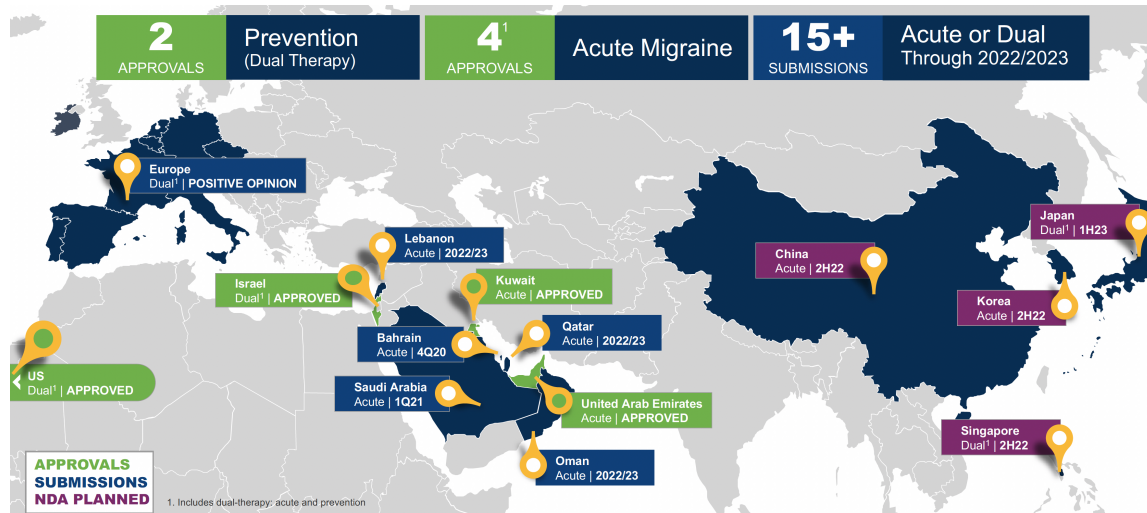 2
APPROVALS
Prevention
(Dual Therapy)
4¹
APPROVALS
Acute Migraine
15+
SUBMISSIONS
Acute or Dual
Through 2022/2023
Europe
Dual¹ | POSITIVE OPINION
Lebanon
Acute | 2022/23
Israel
Dual¹ | APPROVED
Kuwait
Acute | APPROVED
Bahrain
Acute | 4Q20
Qatar
Acute | 2022/23
Saudi Arabia
Acute | 1Q21
United Arab Emirates
Acute | APPROVED
Oman
Acute | 2022/23
US
Dual¹ | APPROVED
China
Acute | 2H22
Japan
Dual¹ | 1H23
Korea
Acute | 2H22
Singapore
Dual¹ | 2H22
APPROVALS
SUBMISSIONS
NDA PLANNED
1. Includes dual-therapy: acute and prevention